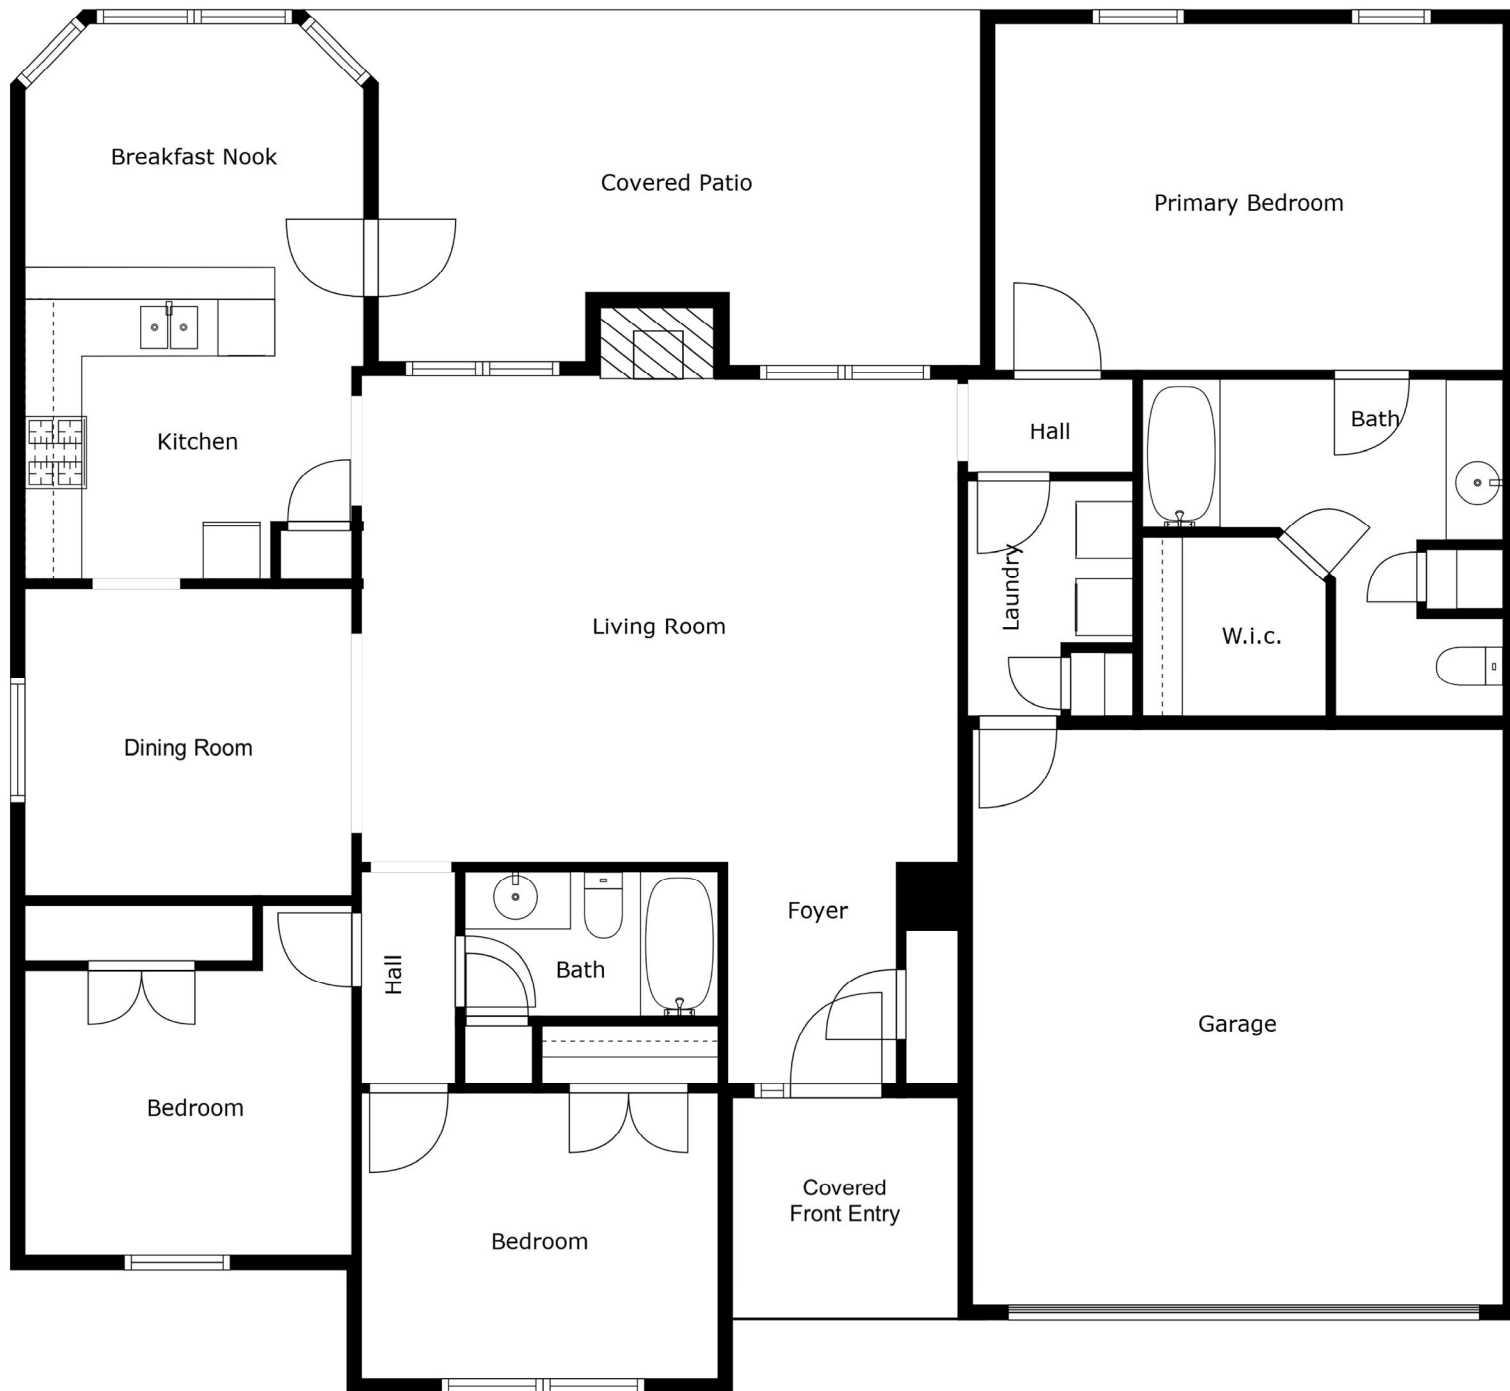 Breakfast Nook
Covered Patio
Primary Bedroom
Kitchen
Hall
Bath
Living Room
Laundry
W.i.c.
Dining Room
Foyer
Hall
Bath
Garage
Bedroom
Bedroom
Covered
Front Entry